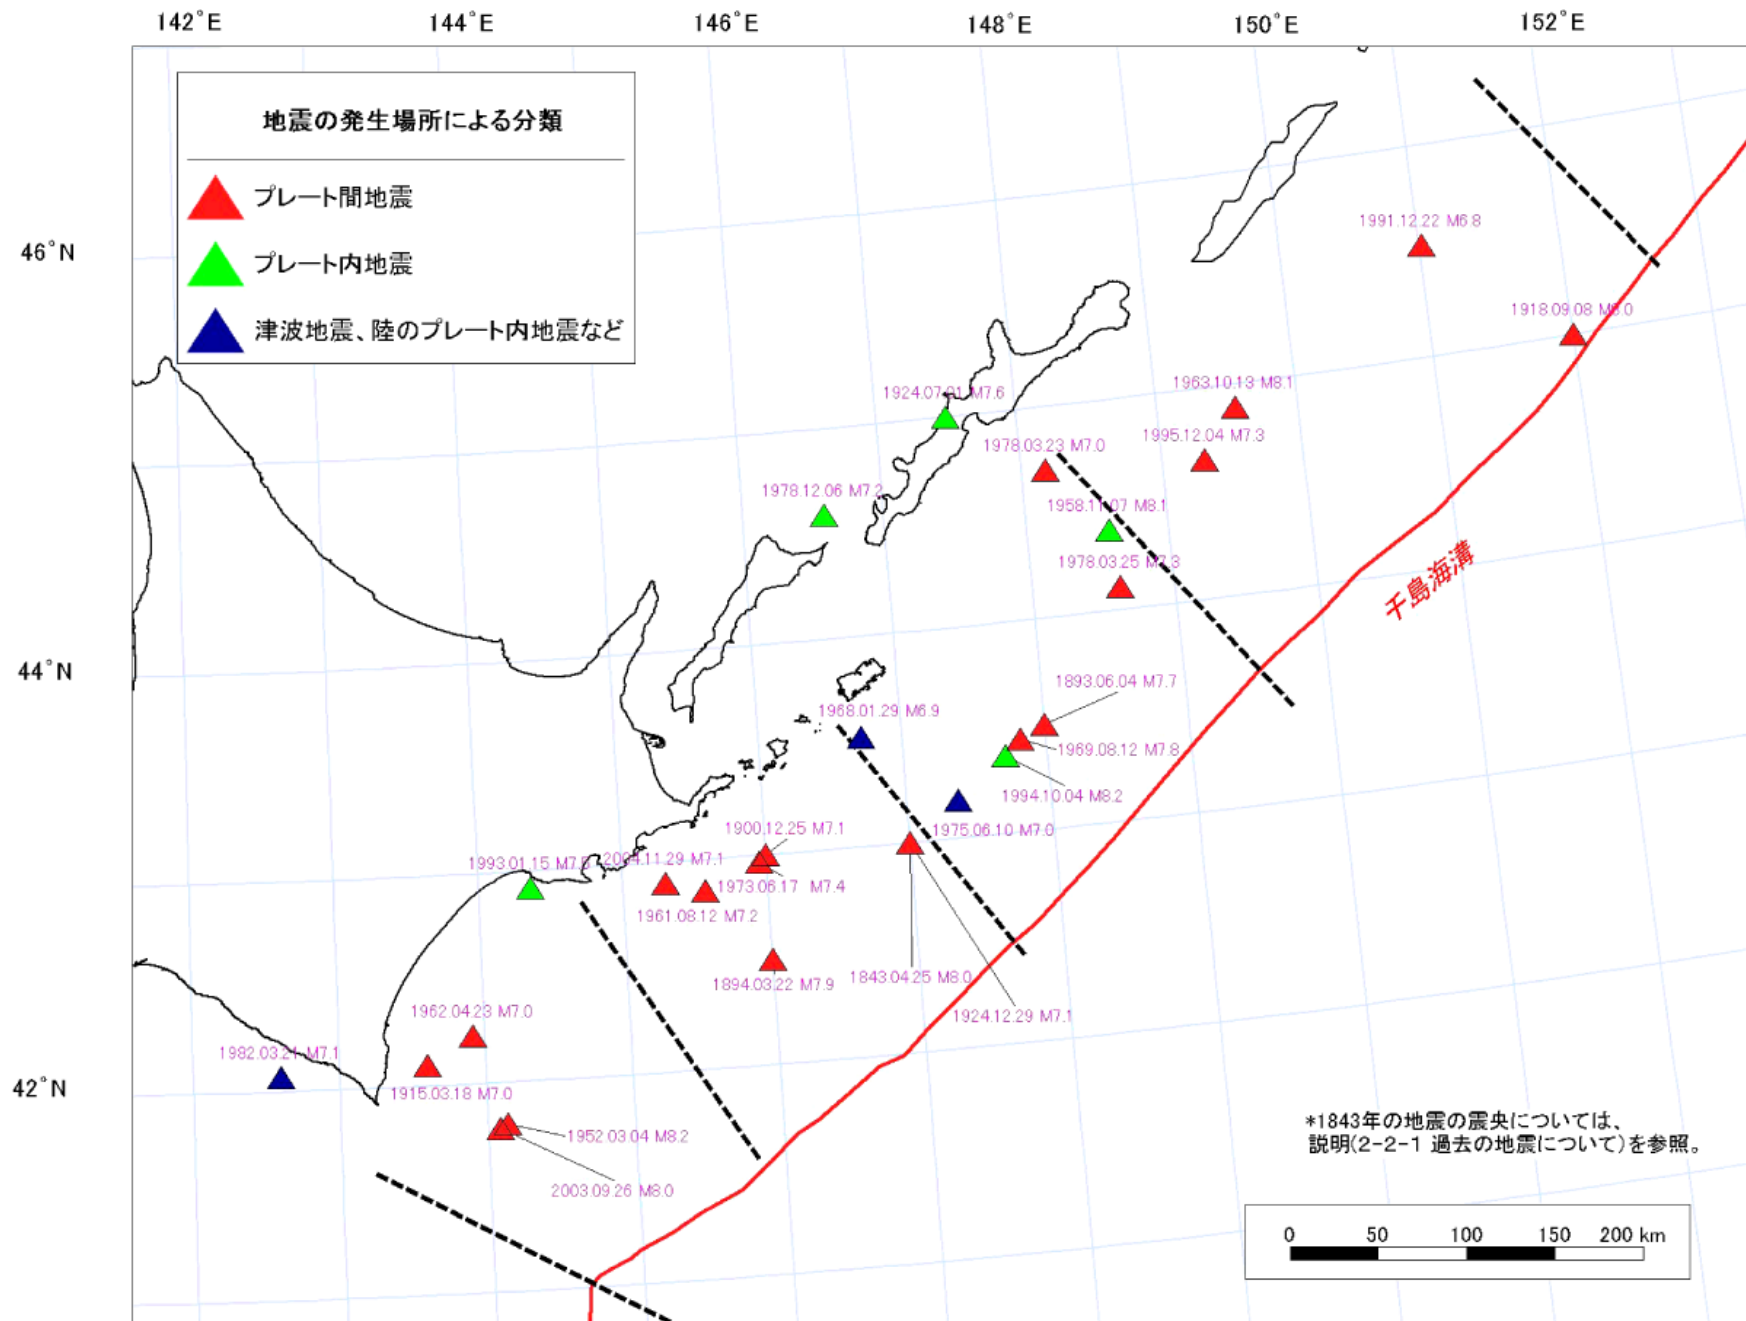 142°E
144°E
146°E
148°E
150°E
152°E
地震の発生場所による分類
プレート間地震
プレート内地震
津波地震、陸のプレート内地震など
46°N
44°N
42°N
1991.12.22 M6.8
1918.09.08 M8.0
1924.07.01 M7.6
1963.10.13 M8.1
1978.03.23 M7.0
1995.12.04 M7.3
1978.12.06 M7.2
1958.11.07 M8.1
1978.03.25 M7.3
千島海溝
1893.06.04 M7.7
1968.01.29 M6.9
1969.08.12 M7.8
1994.10.04 M8.2
1975.06.10 M7.0
1900.12.25 M7.1
1993.01.15 M7.5
2004.11.29 M7.1
1973.06.17 M7.4
1961.08.12 M7.2
1894.03.22 M7.9
1843.04.25 M8.0
1924.12.29 M7.1
1962.04.23 M7.0
1982.03.21 M7.1
1915.03.18 M7.0
1952.03.04 M8.2
2003.09.26 M8.0
*1843年の地震の震央については、
説明(2-2-1 過去の地震について)を参照。
0 50 100 150 200 km